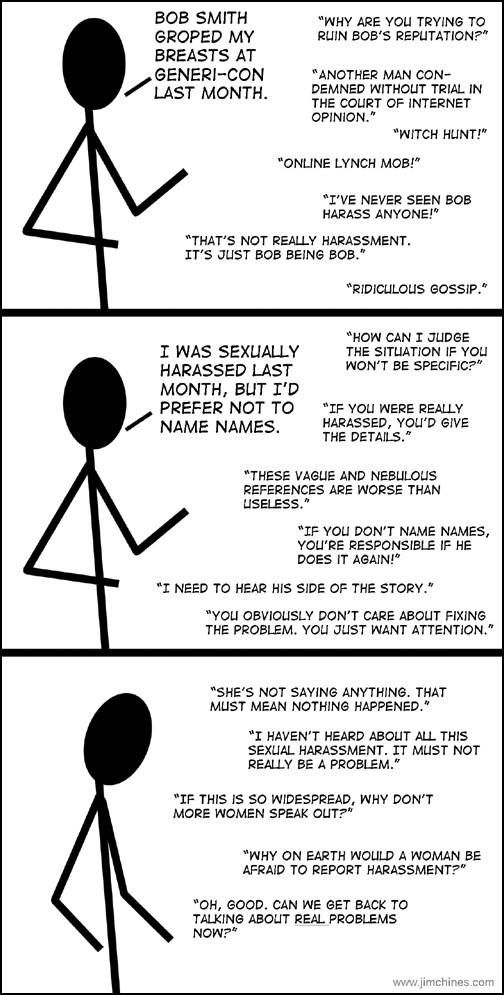 BOB SMITH
GROPED MY
BREASTS AT
GENERI-CON
LAST MONTH.
"WHY ARE YOU TRYING TO
RUIN BOB'S REPUTATION?"
"ANOTHER MAN CON-
DEMNED WITHOUT TRIAL IN
THE COURT OF INTERNET
OPINION."
"WITCH HUNT!"
"ONLINE LYNCH MOB!"
"I'VE NEVER SEEN BOB
HARASS ANYONE!"
"THAT'S NOT REALLY HARASSMENT.
IT'S JUST BOB BEING BOB."
"RIDICULOUS GOSSIP."
I WAS SEXUALLY
HARASSED LAST
MONTH, BUT I'D
PREFER NOT TO
NAME NAMES.
"HOW CAN I JUDGE
THE SITUATION IF YOU
WON'T BE SPECIFIC?"
"IF YOU WERE REALLY
HARASSED, YOU'D GIVE
THE DETAILS."
"THESE VAGUE AND NEBULOUS
REFERENCES ARE WORSE THAN
USELESS."
"IF YOU DON'T NAME NAMES,
YOU'RE RESPONSIBLE IF HE
DOES IT AGAIN!"
"I NEED TO HEAR HIS SIDE OF THE STORY."
"YOU OBVIOUSLY DON'T CARE ABOUT FIXING
THE PROBLEM. YOU JUST WANT ATTENTION."
"SHE'S NOT SAYING ANYTHING. THAT
MUST MEAN NOTHING HAPPENED."
"I HAVEN'T HEARD ABOUT ALL THIS
SEXUAL HARASSMENT. IT MUST NOT
REALLY BE A PROBLEM."
"IF THIS IS SO WIDESPREAD, WHY DON'T
MORE WOMEN SPEAK OUT?"
"WHY ON EARTH WOULD A WOMAN BE
AFRAID TO REPORT HARASSMENT?"
"OH, GOOD. CAN WE GET BACK TO
TALKING ABOUT REAL PROBLEMS
NOW?"
www.jimchines.com